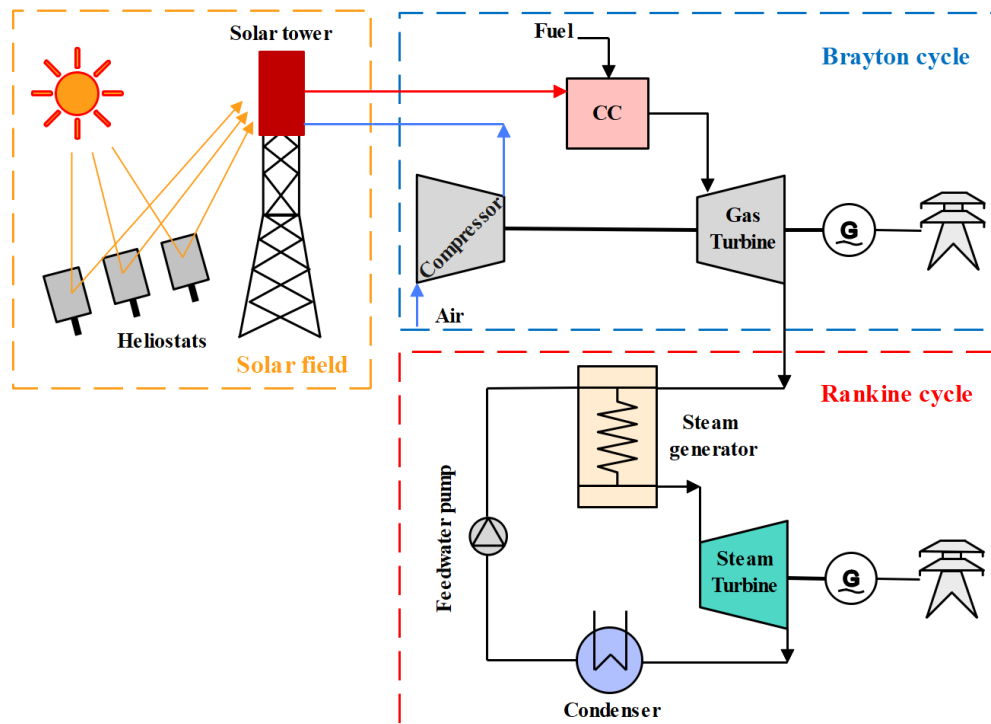 Solar tower
Heliostats
Solar field
Fuel
Brayton cycle
CC
Compressor
Gas
Turbine
G
Air
Rankine cycle
Steam
generator
Feedwater pump
Steam
Turbine
G
Condenser